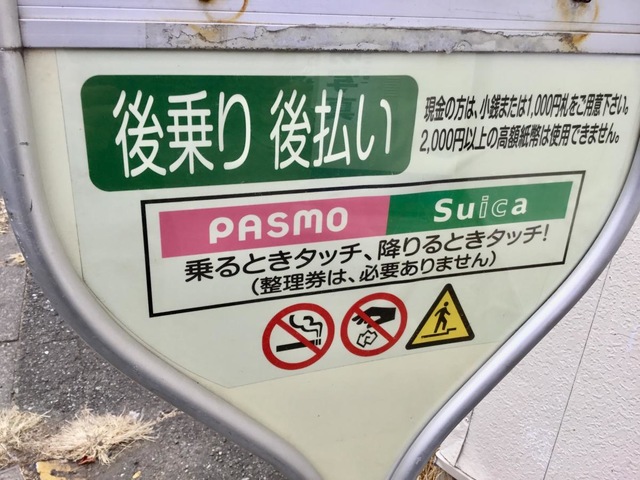 後乗り 後払い
現金の方は、小銭または1,000円札をご用意下さい。
2,000円以上の高額紙幣は使用できません。
PASMO Suica
乗るときタッチ、降りるときタッチ!
(整理券は、必要ありません)